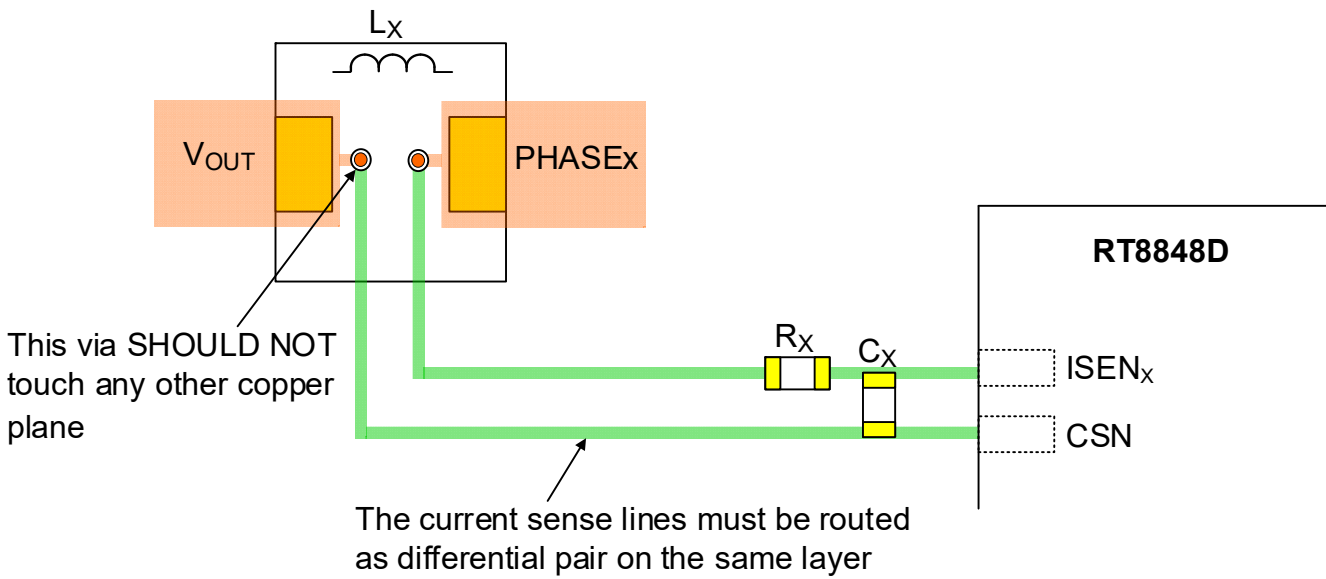 LX
VOUT
PHASEx
RT8848D
This via SHOULD NOT
touch any other copper
plane
RX
CX
ISENX
CSN
The current sense lines must be routed
as differential pair on the same layer